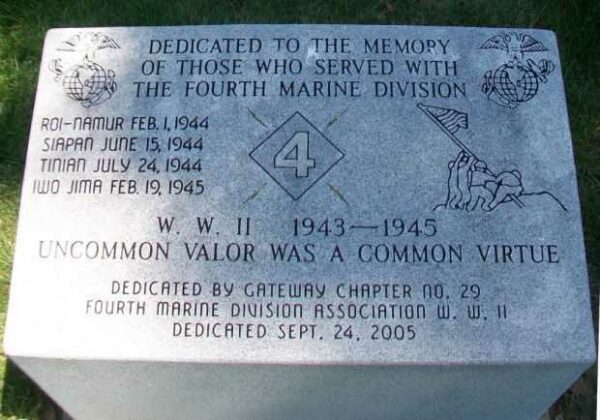 DEDICATED TO THE MEMORY
OF THOSE WHO SERVED WITH
THE FOURTH MARINE DIVISION
ROI-NAMUR FEB. 1, 1944
SIAPAN JUNE 15, 1944
TINIAN JULY 24, 1944
IWO JIMA FEB. 19, 1945
4
W. W. II 1943—1945
UNCOMMON VALOR WAS A COMMON VIRTUE
DEDICATED BY GATEWAY CHAPTER NO. 29
FOURTH MARINE DIVISION ASSOCIATION W. W. II
DEDICATED SEPT. 24, 2005